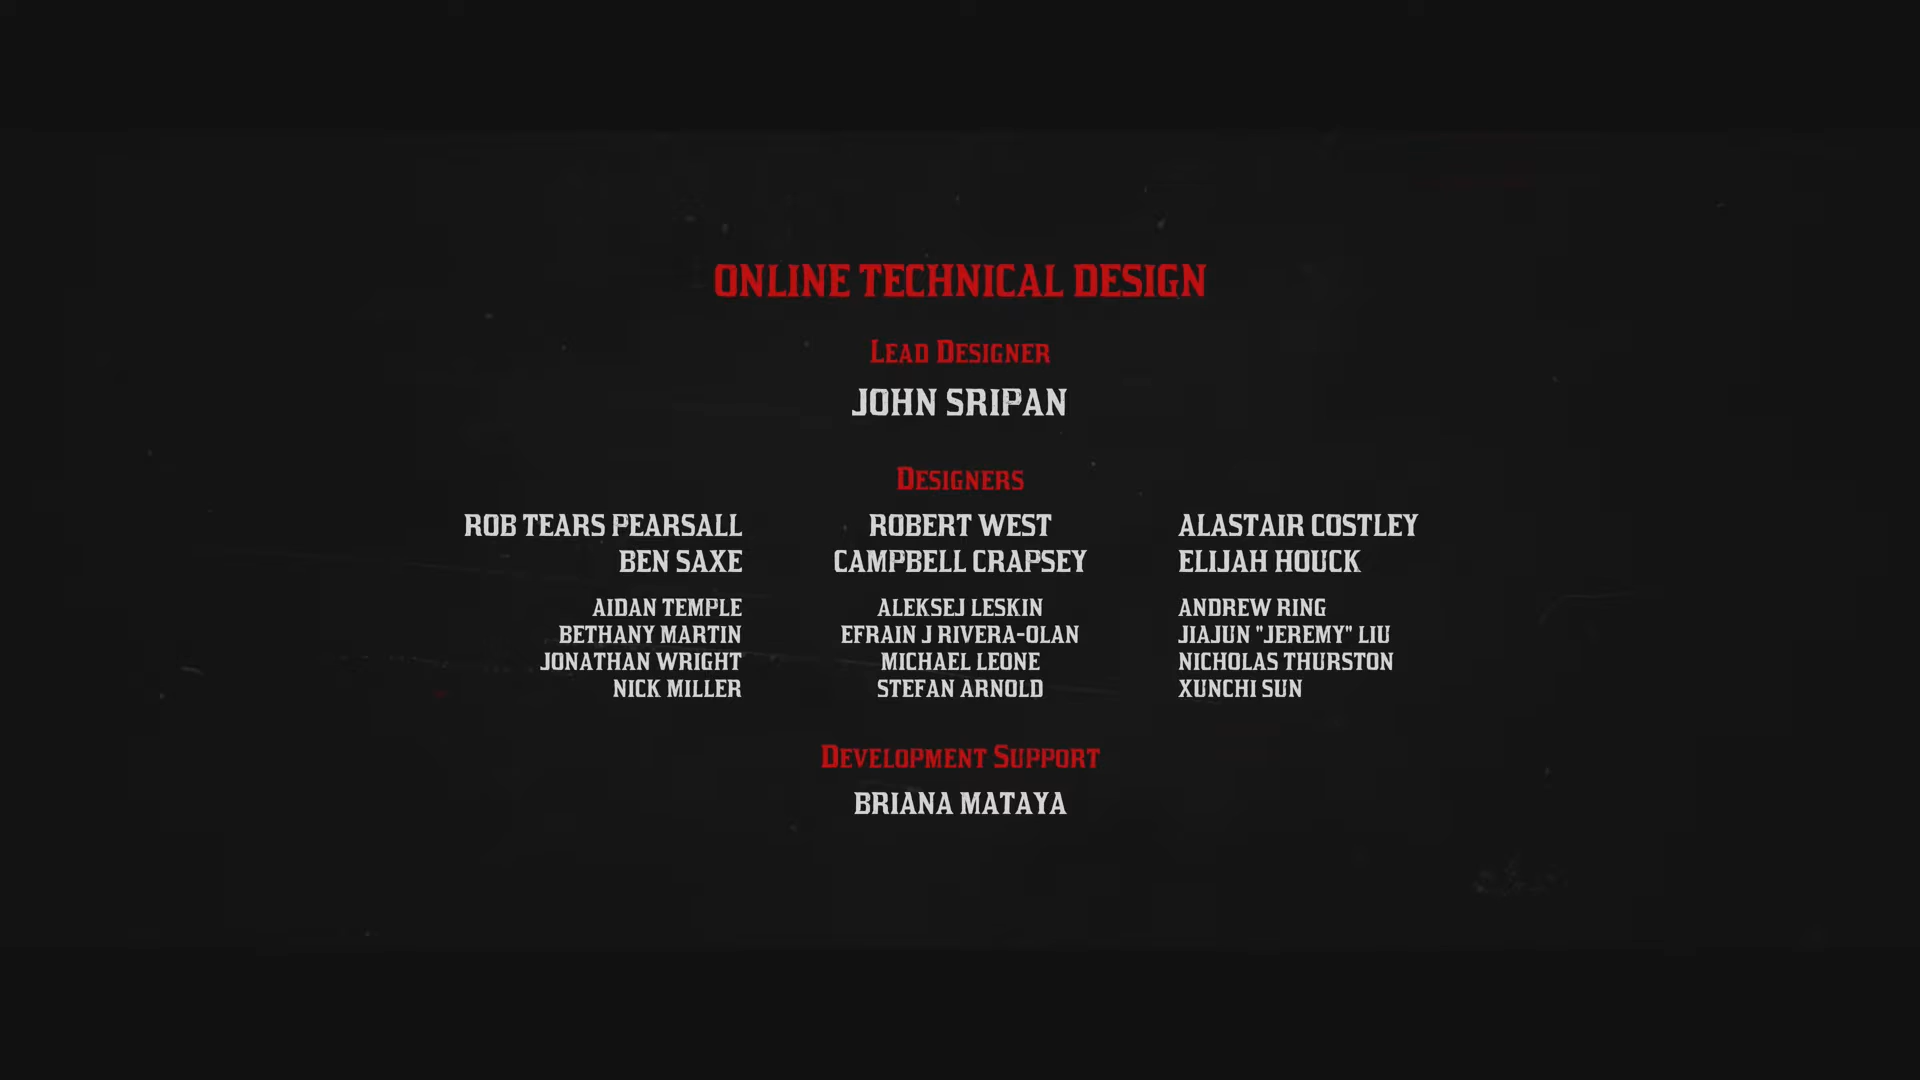 ONLINE TECHNICAL DESIGN
LEAD DESIGNER
JOHN SRIPAN
DESIGNERS
ROB TEARS PEARSALL ROBERT WEST ALASTAIR COSTLEY
BEN SAXE CAMPBELL CRAPSEY ELIJAH HOUCK
AIDAN TEMPLE ALEKSEJ LESKIN ANDREW RING
BETHANY MARTIN EFRAIN J RIVERA-OLAN JIAJUN "JEREMY" LIU
JONATHAN WRIGHT MICHAEL LEONE NICHOLAS THURSTON
NICK MILLER STEFAN ARNOLD XUNCHI SUN
DEVELOPMENT SUPPORT
BRIANA MATAYA